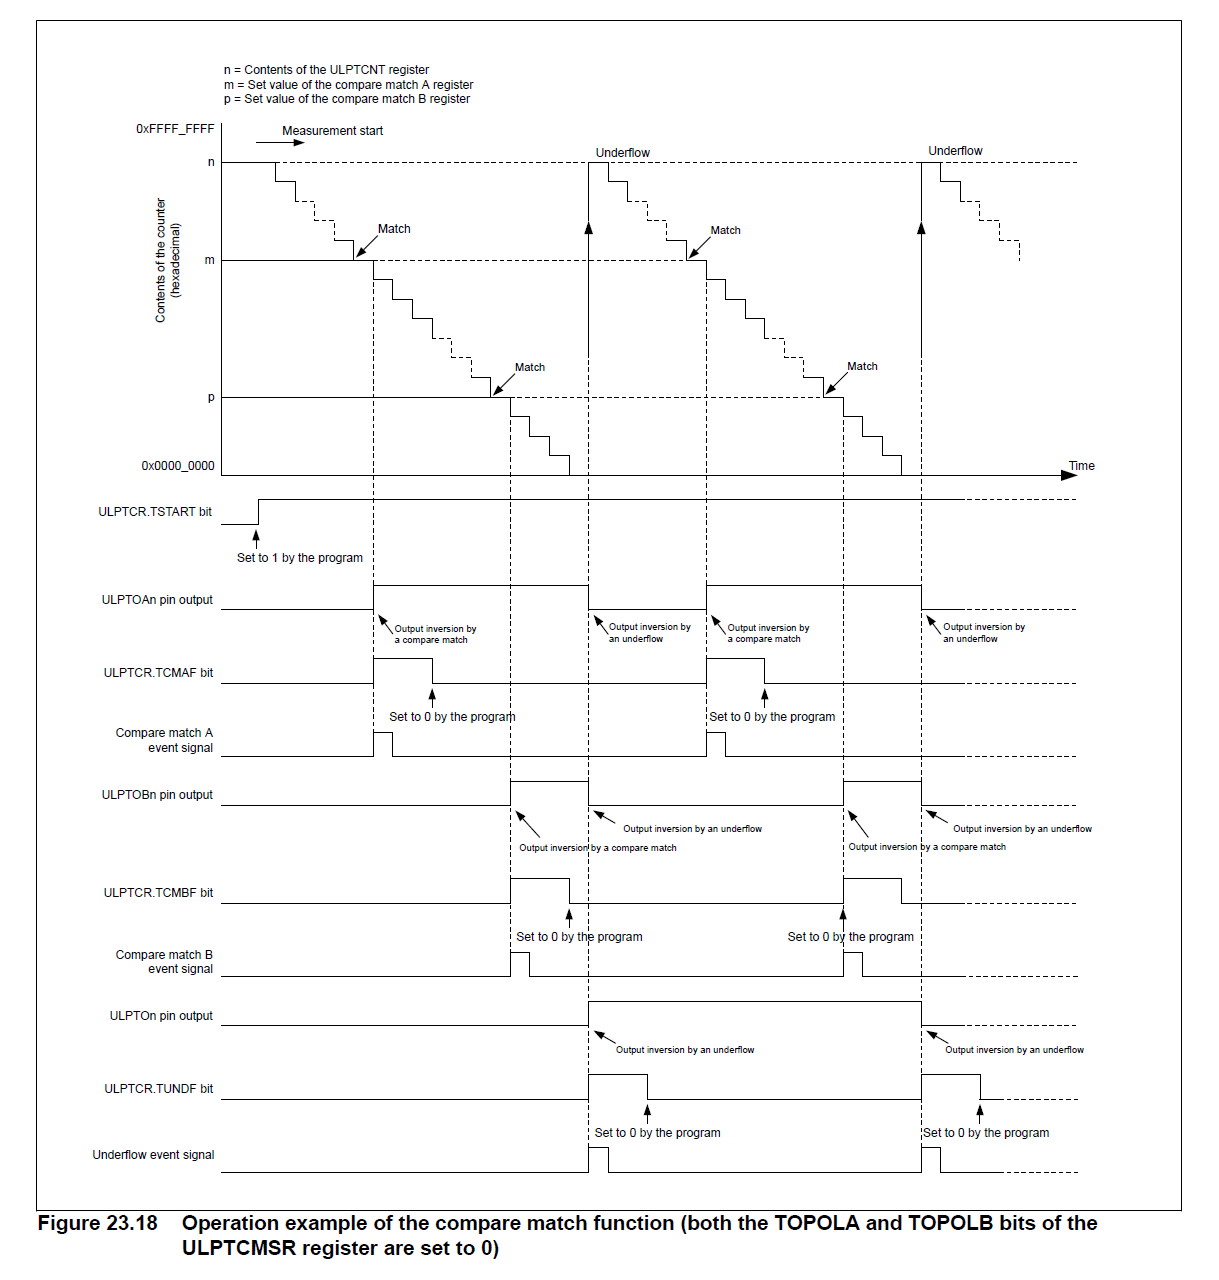 n = Contents of the ULPTCNT register
m = Set value of the compare match A register
p = Set value of the compare match B register
0xFFFF_FFFF
Measurement start
Underflow
Underflow
n
Contents of the counter
(hexadecimal)
Match
Match
m
Match
Match
p
0x0000_0000
Time
ULPTCR.TSTART bit
Set to 1 by the program
ULPTOAn pin output
Output inversion by
a compare match
Output inversion by
an underflow
Output inversion by
a compare match
Output inversion by
an underflow
ULPTCR.TCMAF bit
Set to 0 by the program
Set to 0 by the program
Compare match A
event signal
ULPTOBn pin output
Output inversion by an underflow
Output inversion by an underflow
Output inversion by a compare match
Output inversion by a compare match
ULPTCR.TCMBF bit
Set to 0 by the program
Set to 0 by the program
Compare match B
event signal
ULPTOn pin output
Output inversion by an underflow
Output inversion by an underflow
ULPTCR.TUNDF bit
Set to 0 by the program
Set to 0 by the program
Underflow event signal
Figure 23.18 Operation example of the compare match function (both the TOPOLA and TOPOLB bits of the
ULPTCMSR register are set to 0)